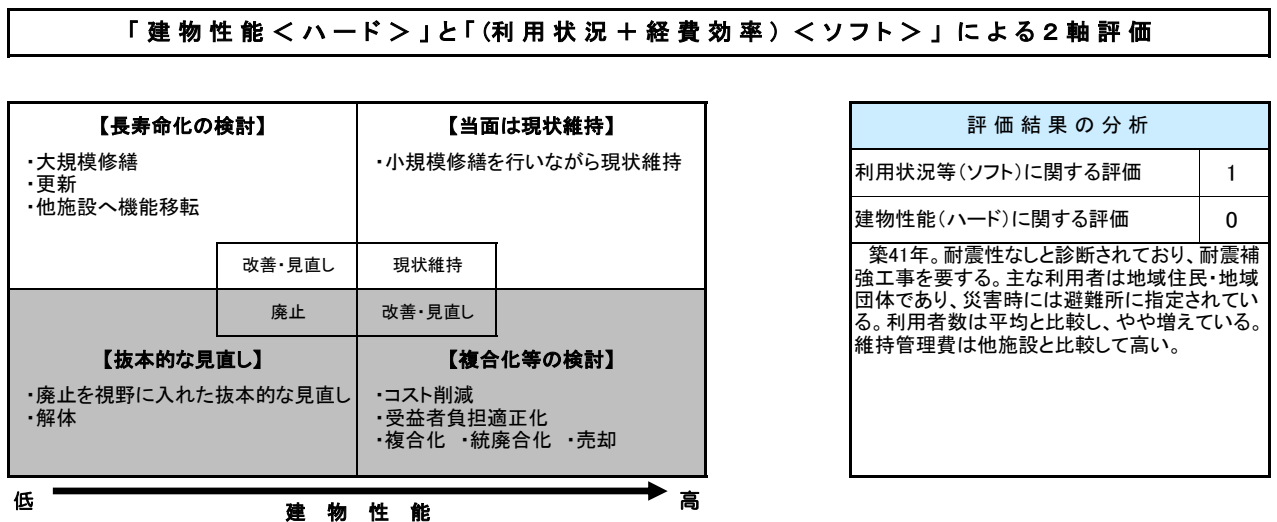 「建物性能＜ハード＞」と「（利用状況＋経費効率）＜ソフト＞」による２軸評価
【長寿命化の検討】
・大規模修繕
・更新
・他施設へ機能移転
【当面は現状維持】
・小規模修繕を行いながら現状維持
改善・見直し
現状維持
廃止
改善・見直し
【抜本的な見直し】
・廃止を視野に入れた抜本的な見直し
・解体
【複合化等の検討】
・コスト削減
・受益者負担適正化
・複合化 ・統廃合化 ・売却
低
高
建物性能
評価結果の分析
利用状況等（ソフト）に関する評価 1
建物性能（ハード）に関する評価 0
築41年。耐震性なしと診断されており、耐震補
強工事を要する。主な利用者は地域住民・地域
団体であり、災害時には避難所に指定されてい
る。利用者数は平均と比較し、やや増えている。
維持管理費は他施設と比較して高い。